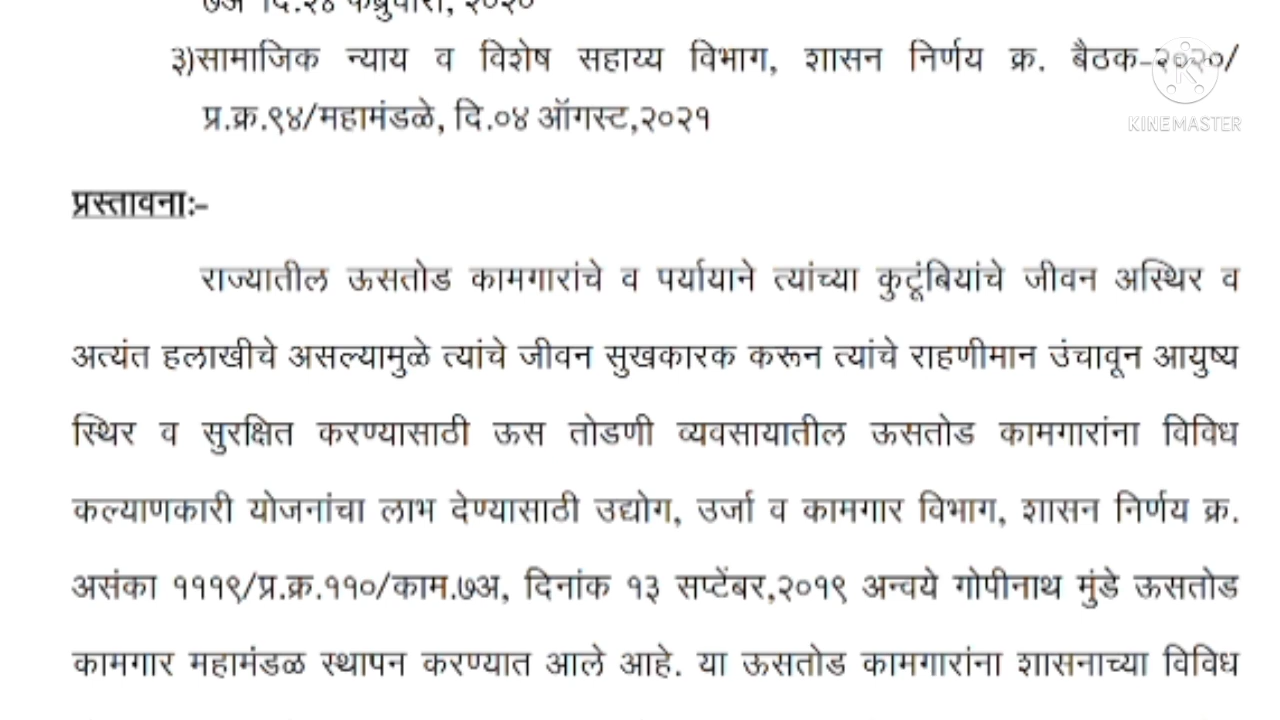 ७अ दि.२४ फेब्रुवारी, २०२०
३)सामाजिक न्याय व विशेष सहाय्य विभाग, शासन निर्णय क्र. बैठक-२०२०/
प्र.क्र.९४/महामंडळे, दि.०४ ऑगस्ट,२०२१
KINEMASTER
प्रस्तावना:-
राज्यातील ऊसतोड कामगारांचे व पर्यायाने त्यांच्या कुटूंबियांचे जीवन अस्थिर व
अत्यंत हलाखीचे असल्यामुळे त्यांचे जीवन सुखकारक करून त्यांचे राहणीमान उंचावून आयुष्य
स्थिर व सुरक्षित करण्यासाठी ऊस तोडणी व्यवसायातील ऊसतोड कामगारांना विविध
कल्याणकारी योजनांचा लाभ देण्यासाठी उद्योग, उर्जा व कामगार विभाग, शासन निर्णय क्र.
असंका १११९/प्र.क्र.११०/काम.७अ, दिनांक १३ सप्टेंबर,२०१९ अन्वये गोपीनाथ मुंडे ऊसतोड
कामगार महामंडळ स्थापन करण्यात आले आहे. या ऊसतोड कामगारांना शासनाच्या विविध